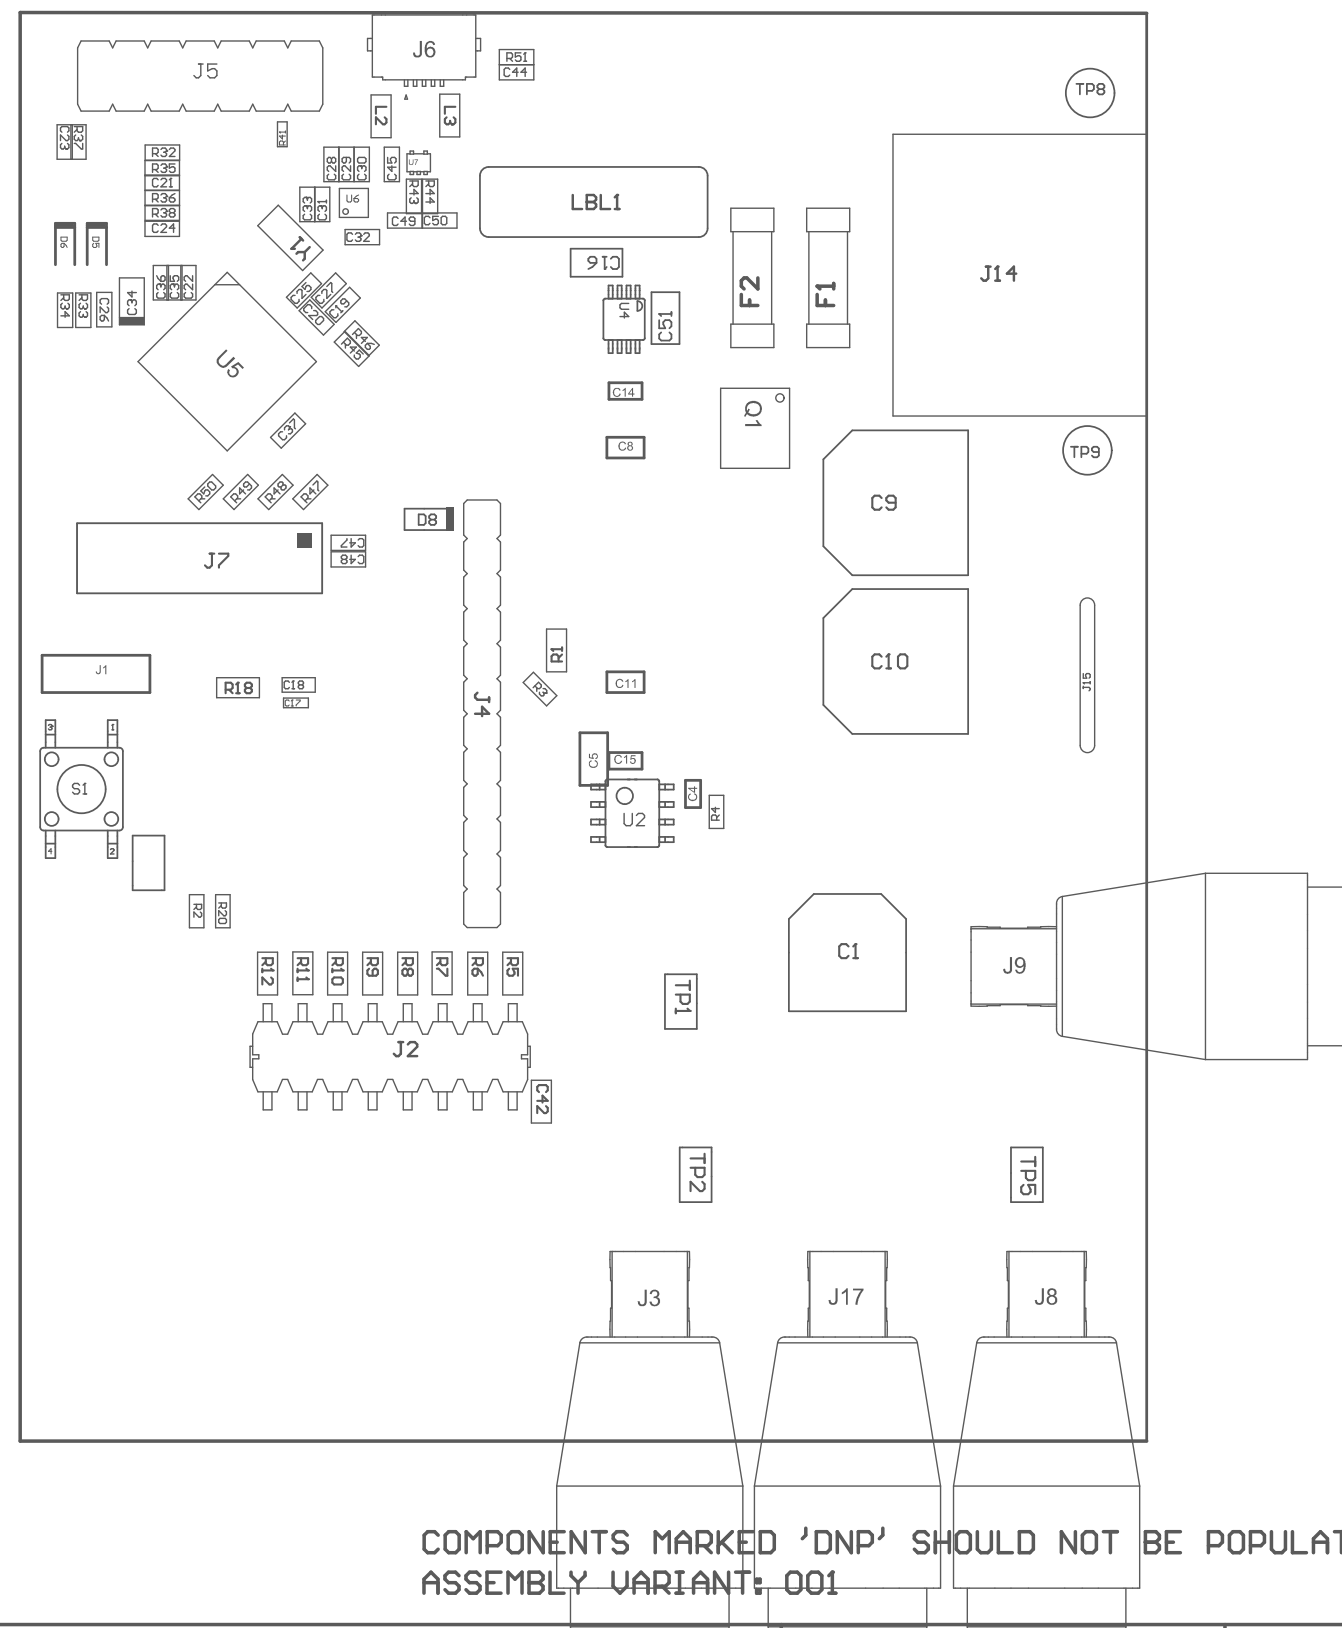 J5
J6
R51
C44
TP8
L2
L3
C23
R37
R41
R32
R35
C21
R36
R38
C24
C28
C29
C30
C45
U7
R43
R44
C33
C31
U6
C49
C50
C32
LBL1
D6
D5
Y1
C16
F2
F1
J14
C36
C35
C22
C34
R34
R33
C26
C25
C27
C20
C19
U4
C51
R46
R45
U5
C14
Q1
C37
C8
TP9
R50
R49
R48
R47
C9
D8
J7
C47
C48
R1
J1
R18
C18
C17
R3
C11
C10
J15
J4
3
1
C5
C15
S1
C4
R4
U2
4
2
R2
R20
C1
J9
R12
R11
R10
R9
R8
R7
R6
R5
TP1
J2
C42
TP2
TP5
J3
J17
J8
COMPONENTS MARKED 'DNP' SHOULD NOT BE POPULAT
ASSEMBLY VARIANT: 001